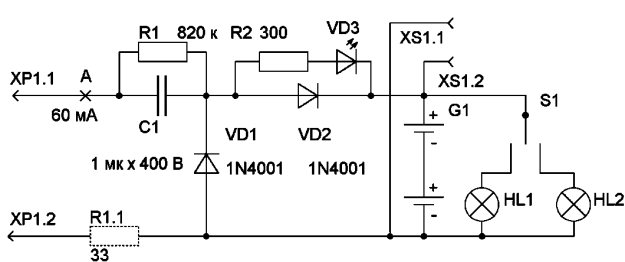 R1 820 к
R2 300
VD3
XS1.1
XP1.1
A
60 мА
C1
XS1.2
G1
S1
+
-
VD1
VD2
1 мк x 400 В
1N4001
1N4001
+
-
HL1
HL2
XP1.2
R1.1
33